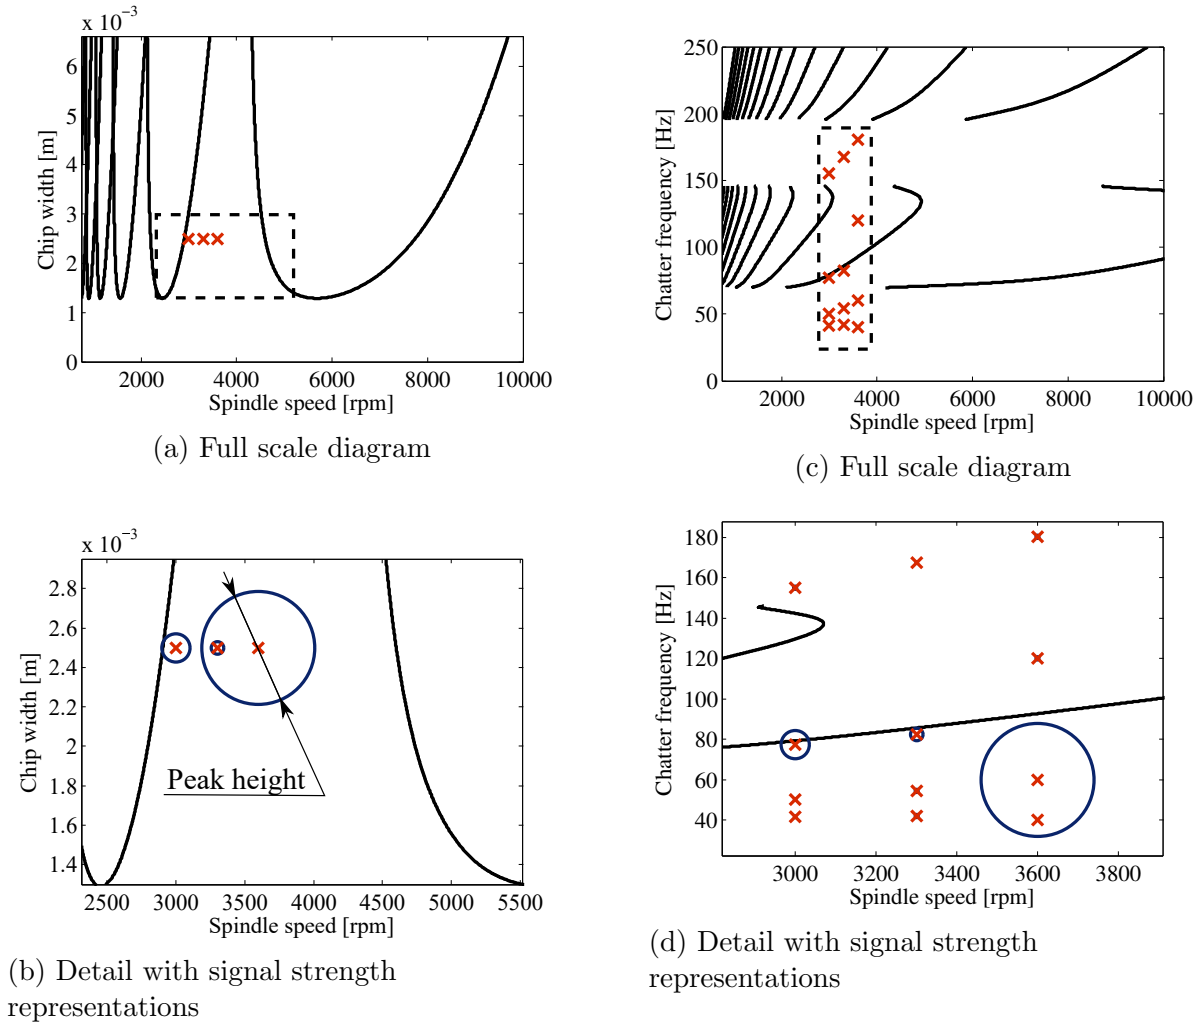 x 10⁻³
6
5
4
3
2
1
0
Chip width [m]
2000 4000 6000 8000 10000
Spindle speed [rpm]
(a) Full scale diagram
250
200
150
100
50
0
Chatter frequency [Hz]
2000 4000 6000 8000 10000
Spindle speed [rpm]
(c) Full scale diagram
x 10⁻³
2.8
2.6
2.4
2.2
2
1.8
1.6
1.4
Chip width [m]
Peak height
2500 3000 3500 4000 4500 5000 5500
Spindle speed [rpm]
(b) Detail with signal strength
representations
180
160
140
120
100
80
60
40
Chatter frequency [Hz]
3000 3200 3400 3600 3800
Spindle speed [rpm]
(d) Detail with signal strength
representations